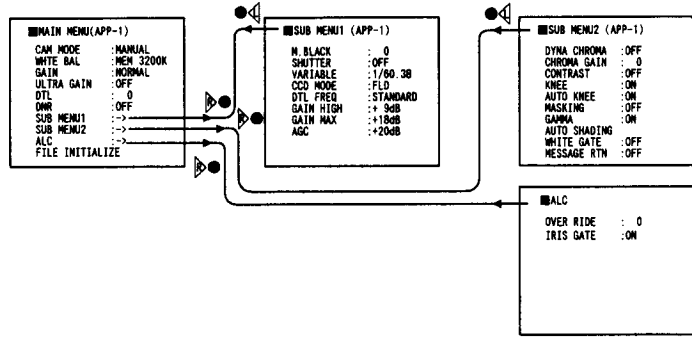 ■MAIN MENU(APP-1)
CAM MODE :MANUAL
WHTE BAL :MEM 3200K
GAIN :NORMAL
ULTRA GAIN :OFF
DTL : 0
DNR :OFF
SUB MENU1 :->
SUB MENU2 :->
ALC :->
FILE INITIALIZE
L
R
R
■SUB MENU1 (APP-1)
M.BLACK : 0
SHUTTER :OFF
VARIABLE :1/60.38
CCD MODE :FLD
DTL FREQ :STANDARD
GAIN HIGH :+ 9dB
GAIN MAX :+18dB
AGC :+20dB
L
R
■SUB MENU2 (APP-1)
DYNA CHROMA :OFF
CHROMA GAIN : 0
CONTRAST :OFF
KNEE :ON
AUTO KNEE :ON
MASKING :OFF
GAMMA :ON
AUTO SHADING
WHITE GATE :OFF
MESSAGE RTN :OFF
■ALC
OVER RIDE : 0
IRIS GATE :ON